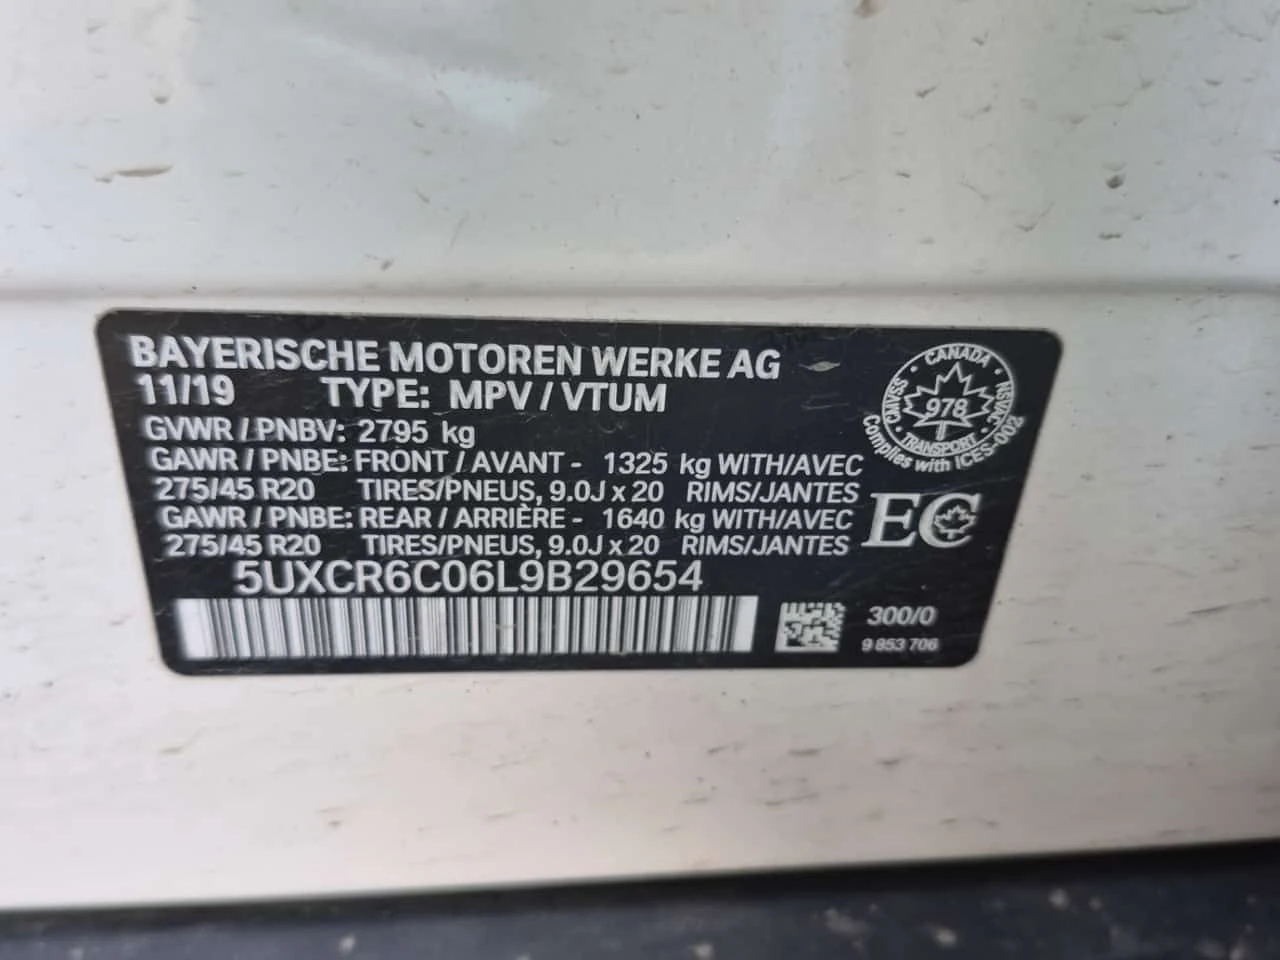 BAYERISCHE MOTOREN WERKE AG
11/19 TYPE: MPV / VTUM
GVWR / PNBV: 2795 kg
GAWR / PNBE: FRONT / AVANT - 1325 kg WITH/AVEC
275/45 R20 TIRES/PNEUS, 9.0J x 20 RIMS/JANTES
GAWR / PNBE: REAR / ARRIÈRE - 1640 kg WITH/AVEC
275/45 R20 TIRES/PNEUS, 9.0J x 20 RIMS/JANTES
5UXCR6C06L9B29654
CANADA
CMVSS
NSVAC
978
TRANSPORT
Complies with ICES-002
EC
300/0
9 853 706